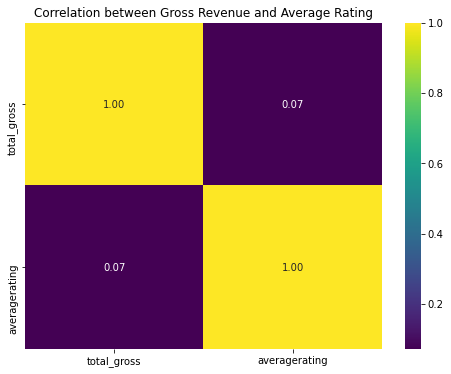 Correlation between Gross Revenue and Average Rating
total_gross
1.00
0.07
averagerating
0.07
1.00
total_gross
averagerating
1.0
0.8
0.6
0.4
0.2